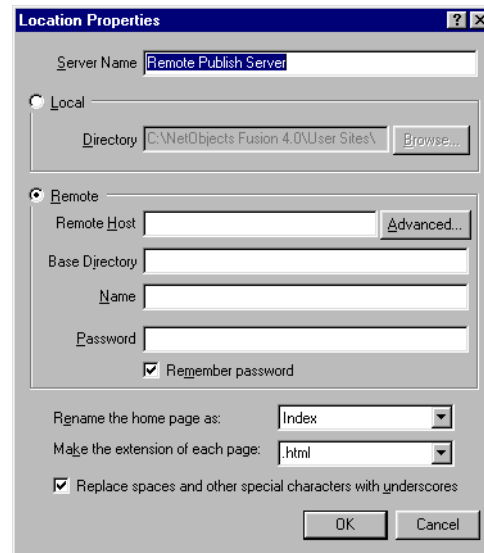 Location Properties
Server Name Remote Publish Server
Local
Directory C:\NetObjects Fusion 4.0\User Sites\ Browse...
Remote
Remote Host Advanced...
Base Directory
Name
Password
Remember password
Rename the home page as: Index
Make the extension of each page: .html
Replace spaces and other special characters with underscores
OK Cancel